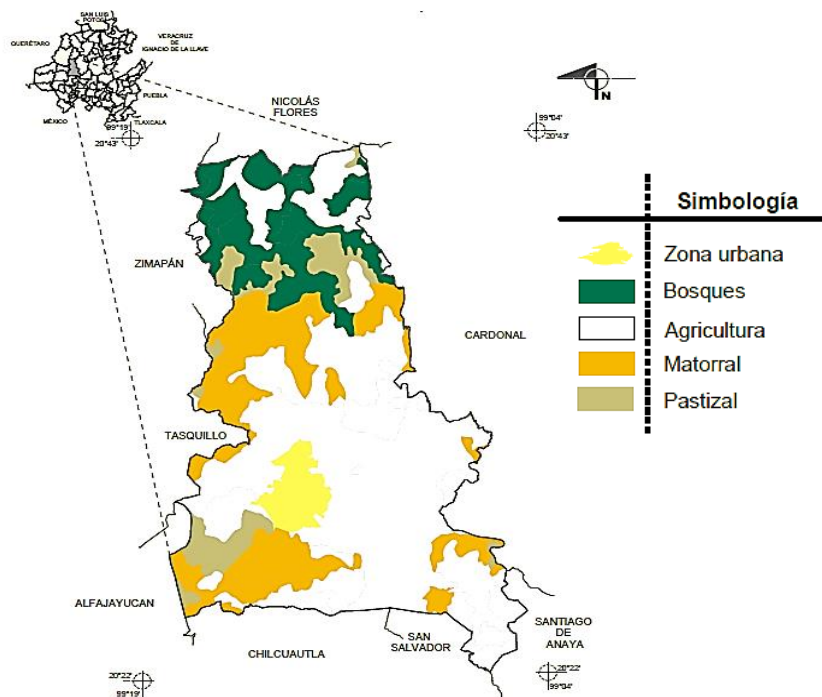 SAN LUIS
POTOSÍ
QUERÉTARO
VERACRUZ
DE
IGNACIO DE LA LLAVE
PUEBLA
MÉXICO
TLAXCALA
NICOLÁS
FLORES
99°19'
20°43'
99°04'
20°43'
N
Simbología
Zona urbana
Bosques
Agricultura
Matorral
Pastizal
ZIMAPÁN
CARDONAL
TASQUILLO
ALFAJAYUCAN
CHILCUAUTLA
SAN
SALVADOR
SANTIAGO
DE
ANAYA
20°22'
99°19'
20°22'
99°04'